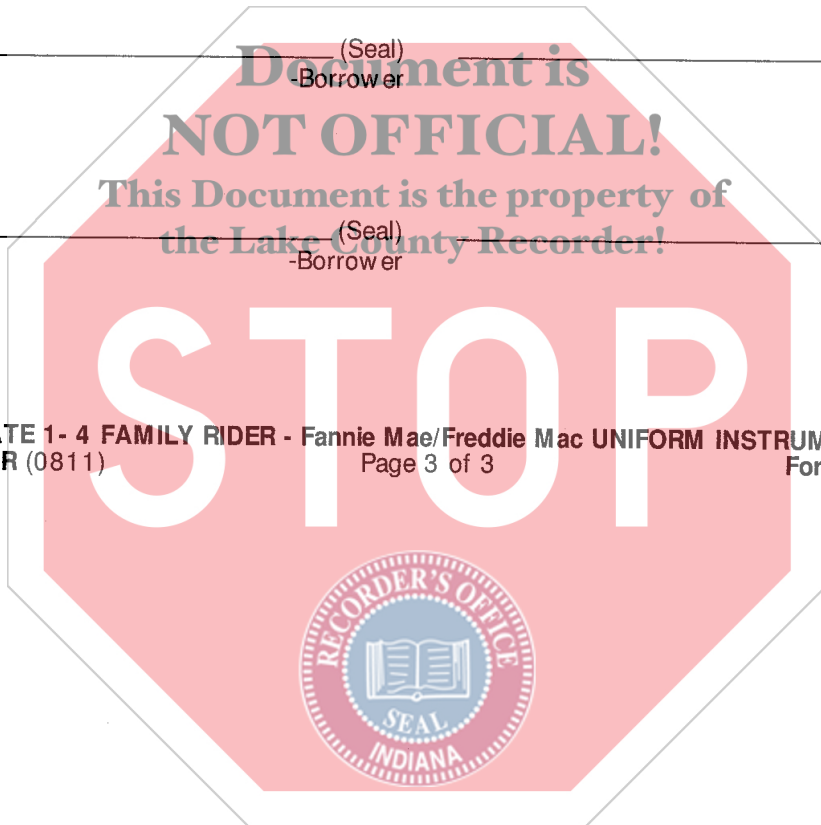 (Seal)
-Borrower
Document is
NOT OFFICIAL!
This Document is the property of
the Lake County Recorder!
(Seal)
-Borrower
STOP
1- 4 FAMILY RIDER - Fannie Mae/Freddie Mac UNIFORM
R (0811) Page 3 of 3
RECORDER'S OFFICE
SEAL
INDIANA